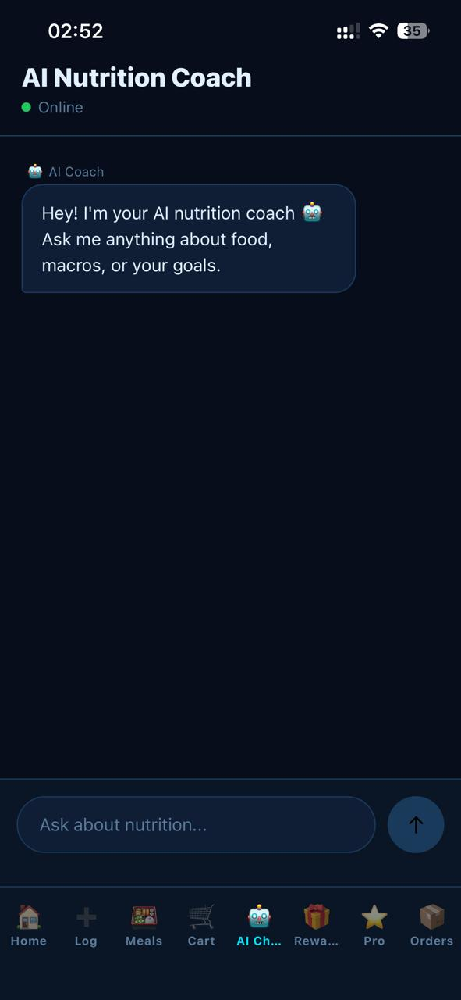 02:52
35
AI Nutrition Coach
Online
AI Coach
Hey! I'm your AI nutrition coach 🤖
Ask me anything about food,
macros, or your goals.
Ask about nutrition...
Home
Log
Meals
Cart
AI Ch...
Rewa...
Pro
Orders